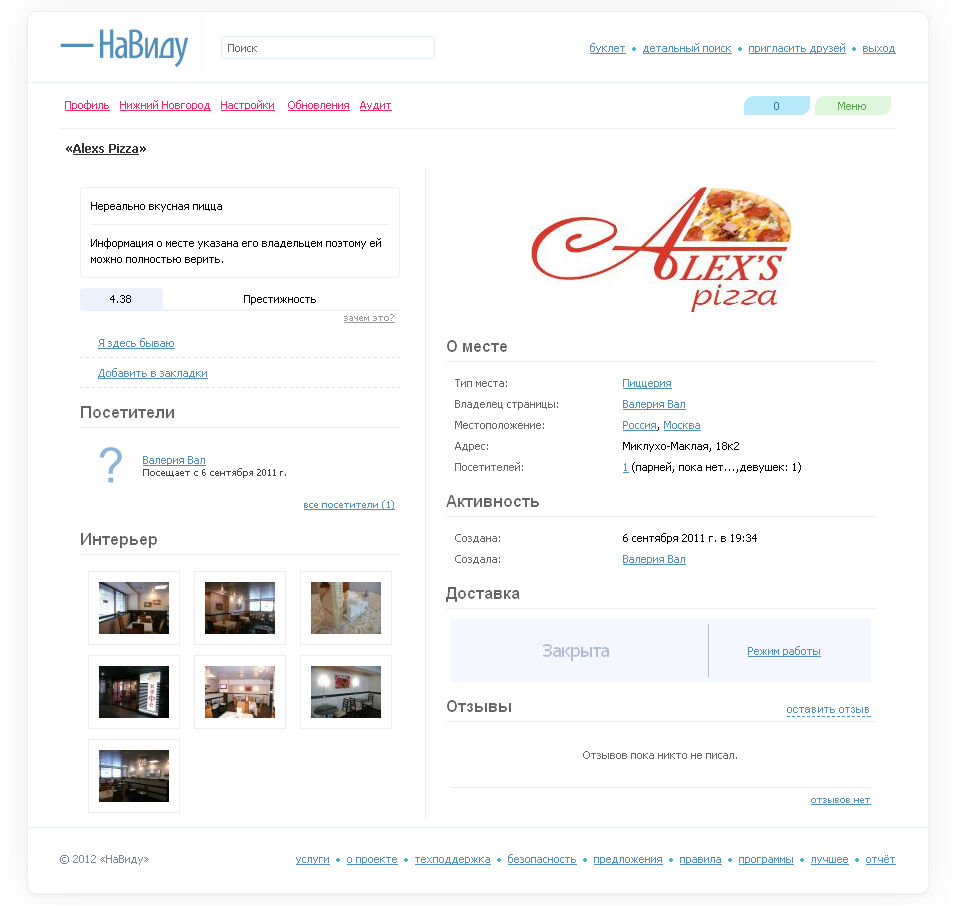 НаВиду
Поиск
буклет • детальный поиск • пригласить друзей • выход
Профиль Нижний Новгород Настройки Обновления Аудит
0 Меню
«Alexs Pizza»
Нереально вкусная пицца
Информация о месте указана его владельцем поэтому ей
можно полностью верить.
4.38 Престижность
зачем это?
Я здесь бываю
Добавить в закладки
Посетители
?
Валерия Вал
Посещает с 6 сентября 2011 г.
все посетители (1)
Интерьер
кафе
ALEX'S
pizza
О месте
Тип места: Пиццерия
Владелец страницы: Валерия Вал
Местоположение: Россия, Москва
Адрес: Миклухо-Маклая, 18к2
Посетителей: 1 (парней, пока нет...,девушек: 1)
Активность
Создана: 6 сентября 2011 г. в 19:34
Создала: Валерия Вал
Доставка
Закрыта Режим работы
Отзывы оставить отзыв
Отзывов пока никто не писал.
отзывов нет
© 2012 «НаВиду»
услуги • о проекте • техподдержка • безопасность • предложения • правила • программы • лучшее • отчёт